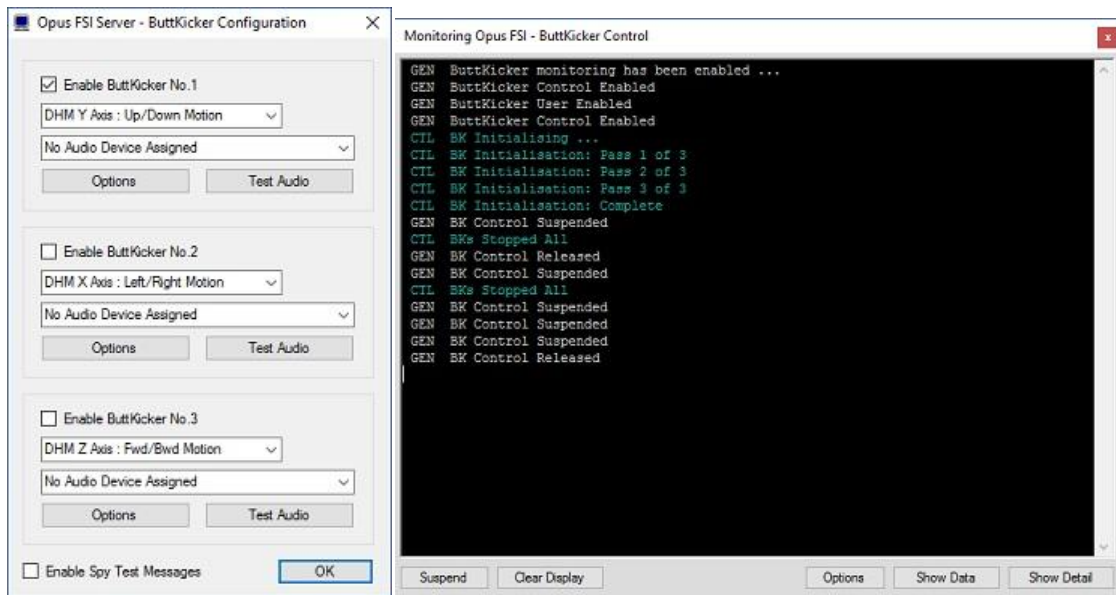 Opus FSI Server - ButtKicker Configuration
Enable ButtKicker No.1
DHM Y Axis : Up/Down Motion
No Audio Device Assigned
Options Test Audio
Enable ButtKicker No.2
DHM X Axis : Left/Right Motion
No Audio Device Assigned
Options Test Audio
Enable ButtKicker No.3
DHM Z Axis : Fwd/Bwd Motion
No Audio Device Assigned
Options Test Audio
Enable Spy Test Messages OK
Monitoring Opus FSI - ButtKicker Control x
GEN ButtKicker monitoring has been enabled ...
GEN ButtKicker Control Enabled
GEN ButtKicker User Enabled
GEN ButtKicker Control Enabled
CTL BK Initialising ...
CTL BK Initialisation: Pass 1 of 3
CTL BK Initialisation: Pass 2 of 3
CTL BK Initialisation: Pass 3 of 3
CTL BK Initialisation: Complete
GEN BK Control Suspended
CTL BKs Stopped All
GEN BK Control Released
GEN BK Control Suspended
CTL BKs Stopped All
GEN BK Control Suspended
GEN BK Control Suspended
GEN BK Control Suspended
GEN BK Control Released
Suspend Clear Display Options Show Data Show Detail